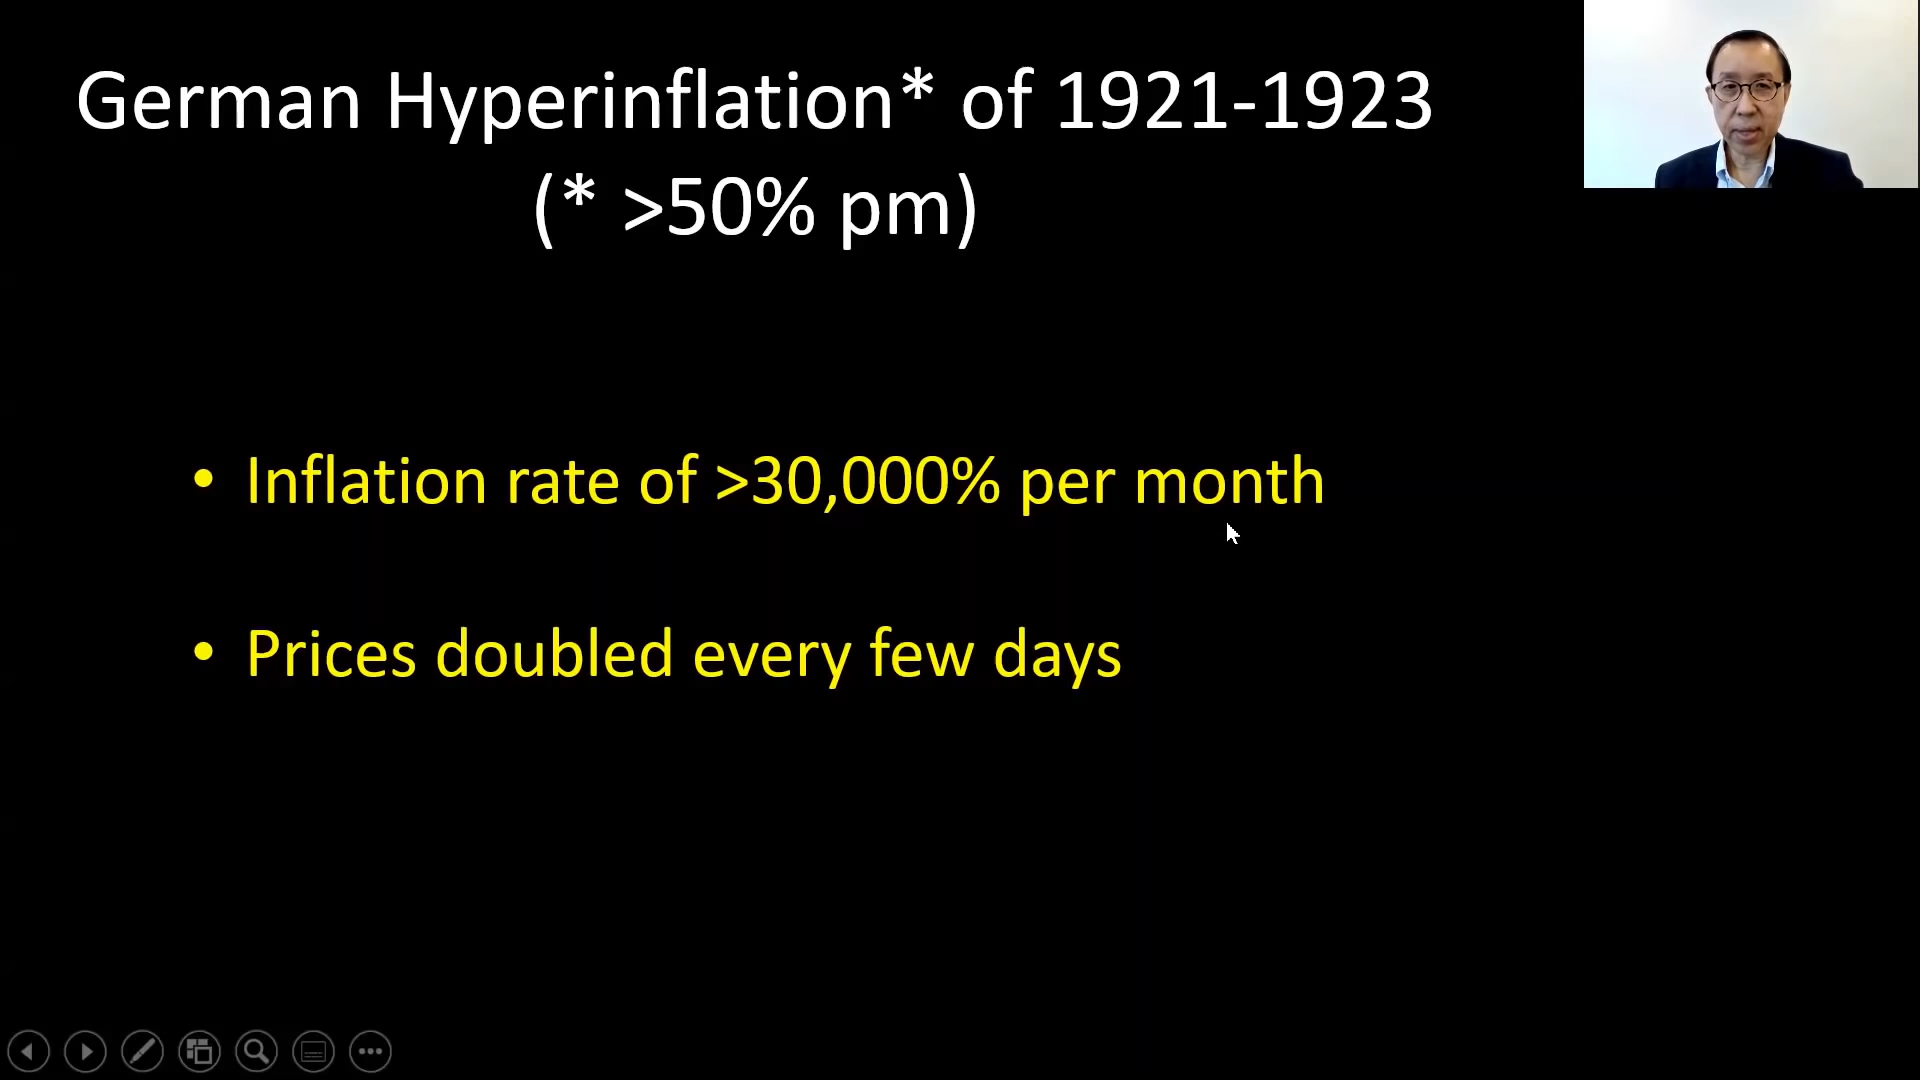 German Hyperinflation* of 1921-1923
(* >50% pm)
• Inflation rate of >30,000% per month
• Prices doubled every few days